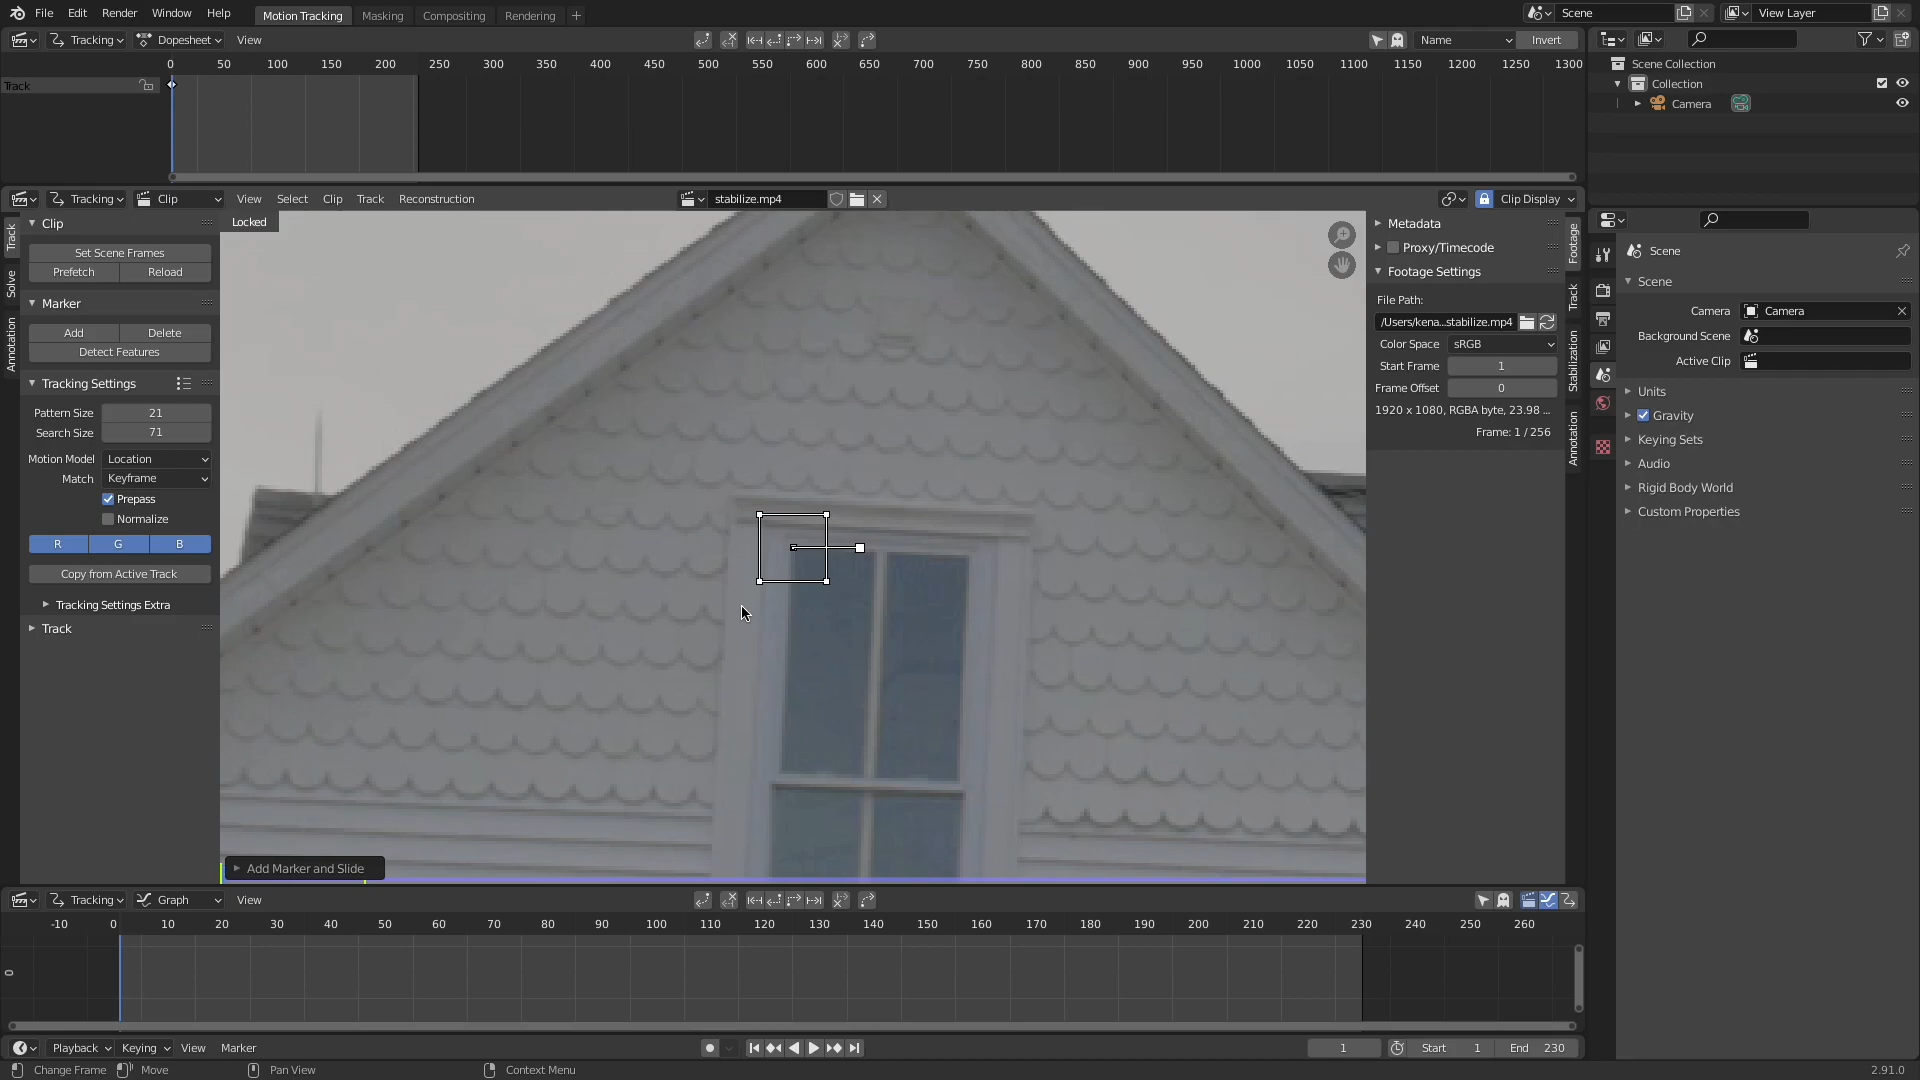 File Edit Render Window Help Motion Tracking Masking Compositing Rendering + Scene View Layer
Tracking Dopesheet View Name Invert
0 50 100 150 200 250 300 350 400 450 500 550 600 650 700 750 800 850 900 950 1000 1050 1100 1150 1200 1250 1300
Track
Scene Collection
Collection
Camera
Tracking Clip View Select Clip Track Reconstruction stabilize.mp4 Clip Display
Track
Solve
Annotation
Clip
Set Scene Frames
Prefetch Reload
Marker
Add Delete
Detect Features
Tracking Settings
Pattern Size 21
Search Size 71
Motion Model Location
Match Keyframe
Prepass
Normalize
R G B
Copy from Active Track
Tracking Settings Extra
Track
Locked
Add Marker and Slide
Metadata
Proxy/Timecode
Footage Settings
File Path:
/Users/kena...stabilize.mp4
Color Space sRGB
Start Frame 1
Frame Offset 0
1920 x 1080, RGBA byte, 23.98 ...
Frame: 1 / 256
Footage
Track
Stabilization
Annotation
Scene
Scene
Camera Camera
Background Scene
Active Clip
Units
Gravity
Keying Sets
Audio
Rigid Body World
Custom Properties
Tracking Graph View
-10 0 10 20 30 40 50 60 70 80 90 100 110 120 130 140 150 160 170 180 190 200 210 220 230 240 250 260
0
Playback Keying View Marker 1 Start 1 End 230
Change Frame Move Pan View Context Menu 2.91.0